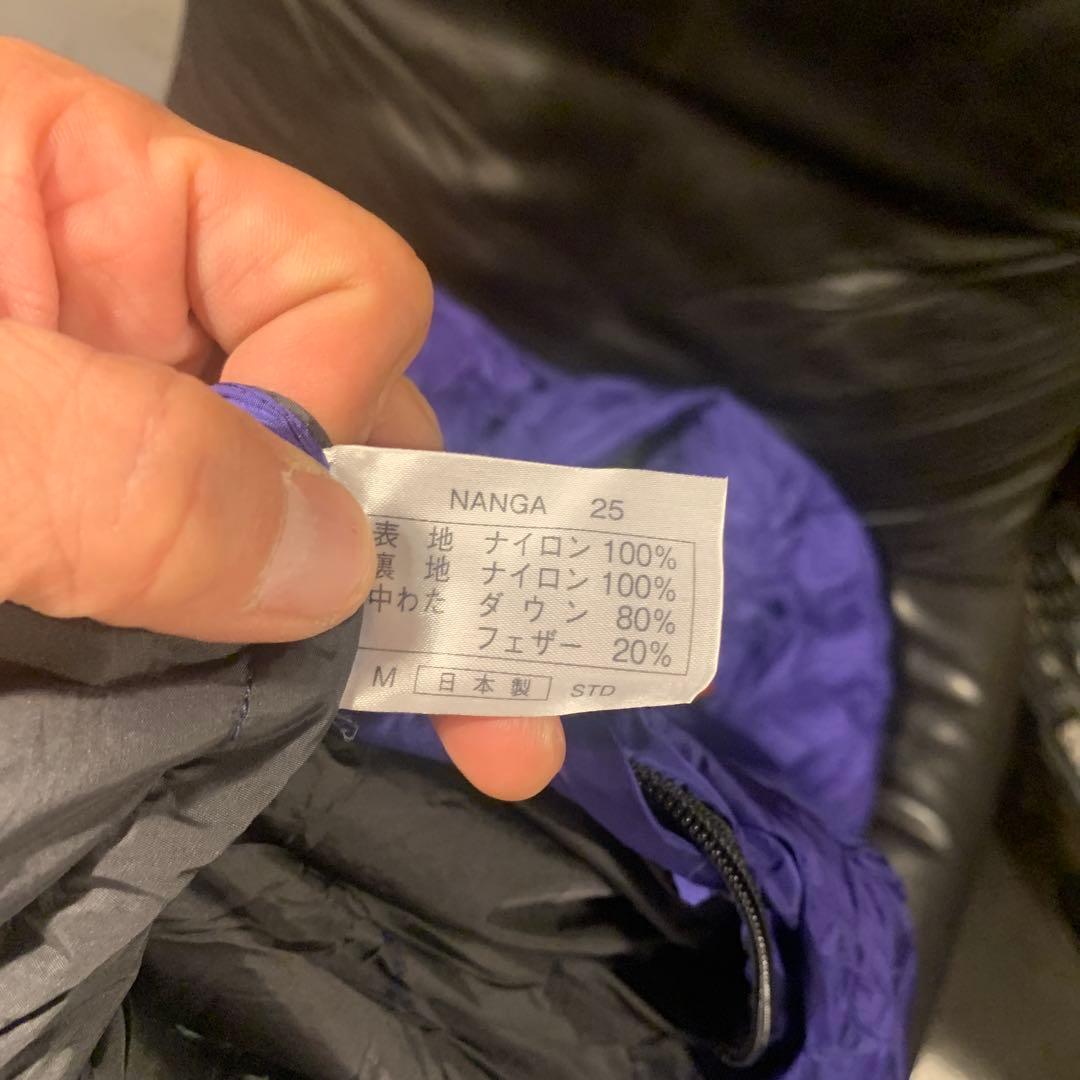 NANGA 25
表 地 ナイロン 100%
裏 地 ナイロン 100%
中わた ダウン 80%
フェザー 20%
M 日本製 STD